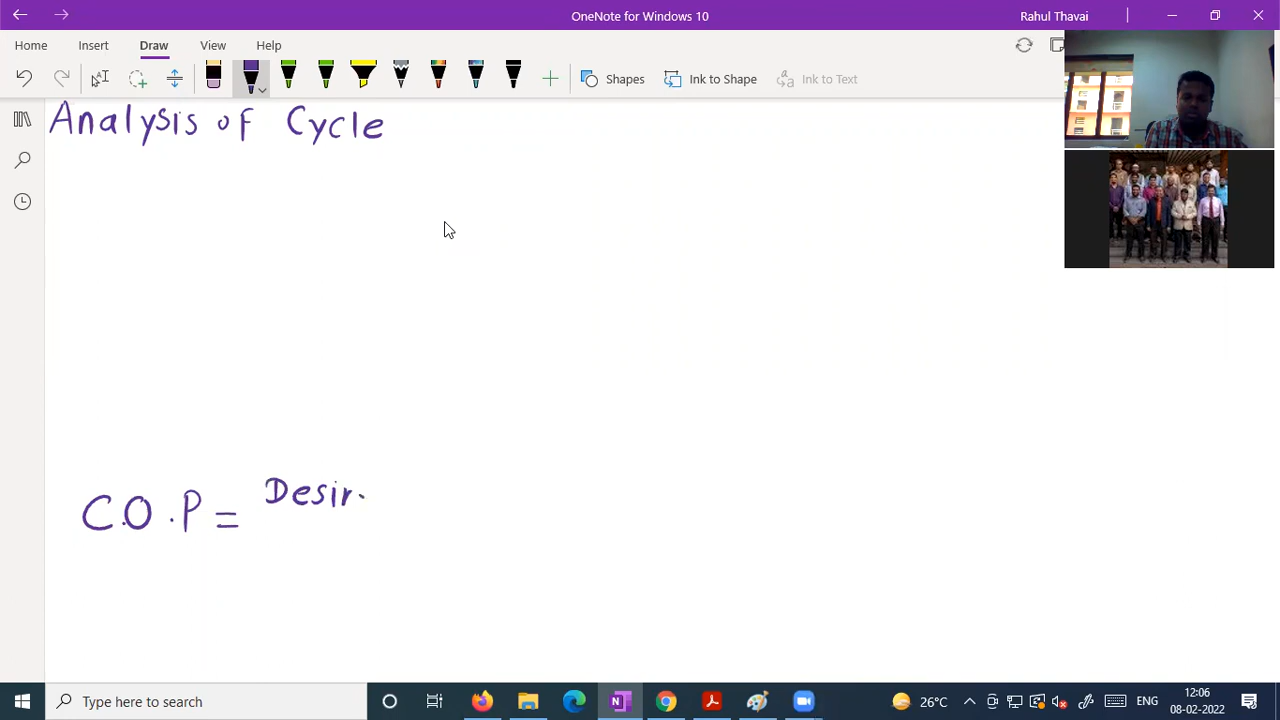 OneNote for Windows 10
Rahul Thavai
Home Insert Draw View Help
Shapes Ink to Shape Ink to Text
Analysis of Cycle
C.O.P = Desir
Type here to search
26°C ENG 12:06
08-02-2022